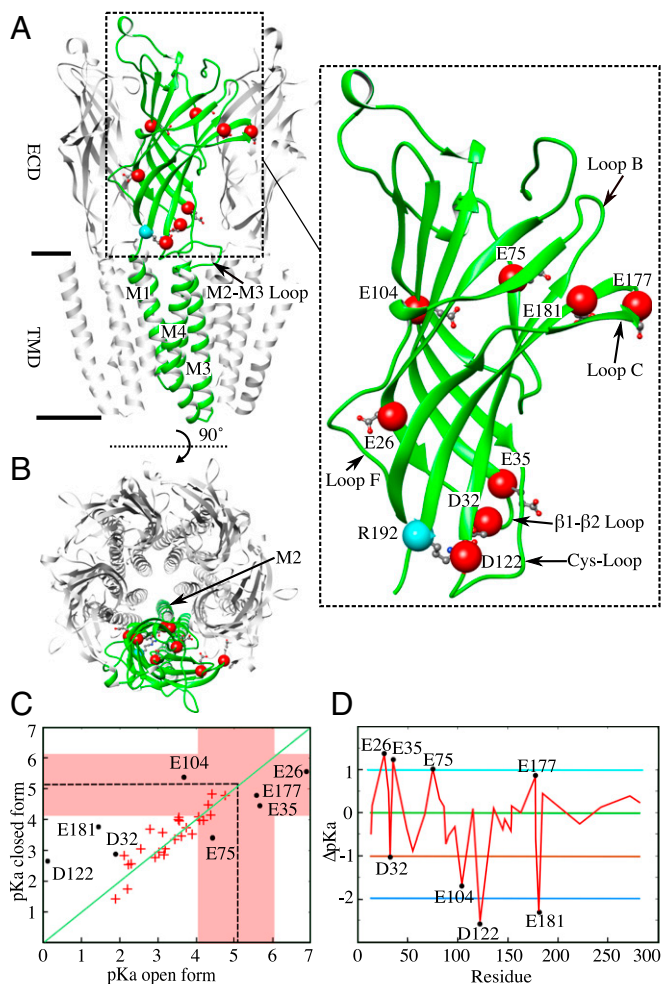 A
ECD
TMD
M1
M2-M3 Loop
M4
M3
90°
B
M2
Loop B
E75
E177
E104
E181
Loop C
E26
E35
Loop F
D32
β1-β2 Loop
R192
D122
Cys-Loop
C
7
6
5
4
3
2
1
pKa closed form
E104
E26
E177
E35
E181
D32
E75
D122
0 1 2 3 4 5 6 7
pKa open form
D
1
0
-1
-2
ΔpKa
E26
E35
E75
E177
D32
E104
D122
E181
0 50 100 150 200 250 300
Residue